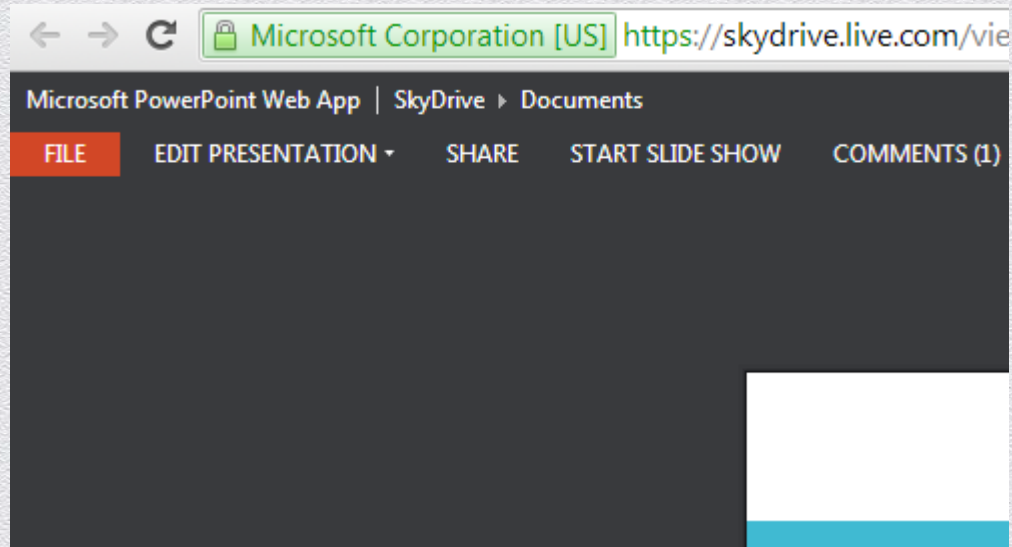 Microsoft Corporation [US] https://skydrive.live.com/vie
Microsoft PowerPoint Web App | SkyDrive ▸ Documents
FILE EDIT PRESENTATION ▾ SHARE START SLIDE SHOW COMMENTS (1)